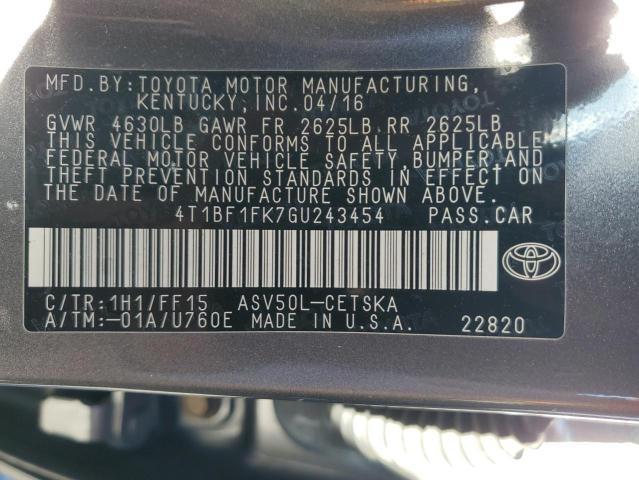 MFD.BY:TOYOTA MOTOR MANUFACTURING,
KENTUCKY,INC.04/16
GVWR 4630LB GAWR FR 2625LB RR 2625LB
THIS VEHICLE CONFORMS TO ALL APPLICABLE
FEDERAL MOTOR VEHICLE SAFETY,BUMPER,AND
THEFT PREVENTION STANDARDS IN EFFECT ON
THE DATE OF MANUFACTURE SHOWN ABOVE.
4T1BF1FK7GU243454 PASS.CAR
C/TR:1H1/FF15 ASV50L-CETSKA
A/TM:-01A/U760E MADE IN U.S.A. 22820